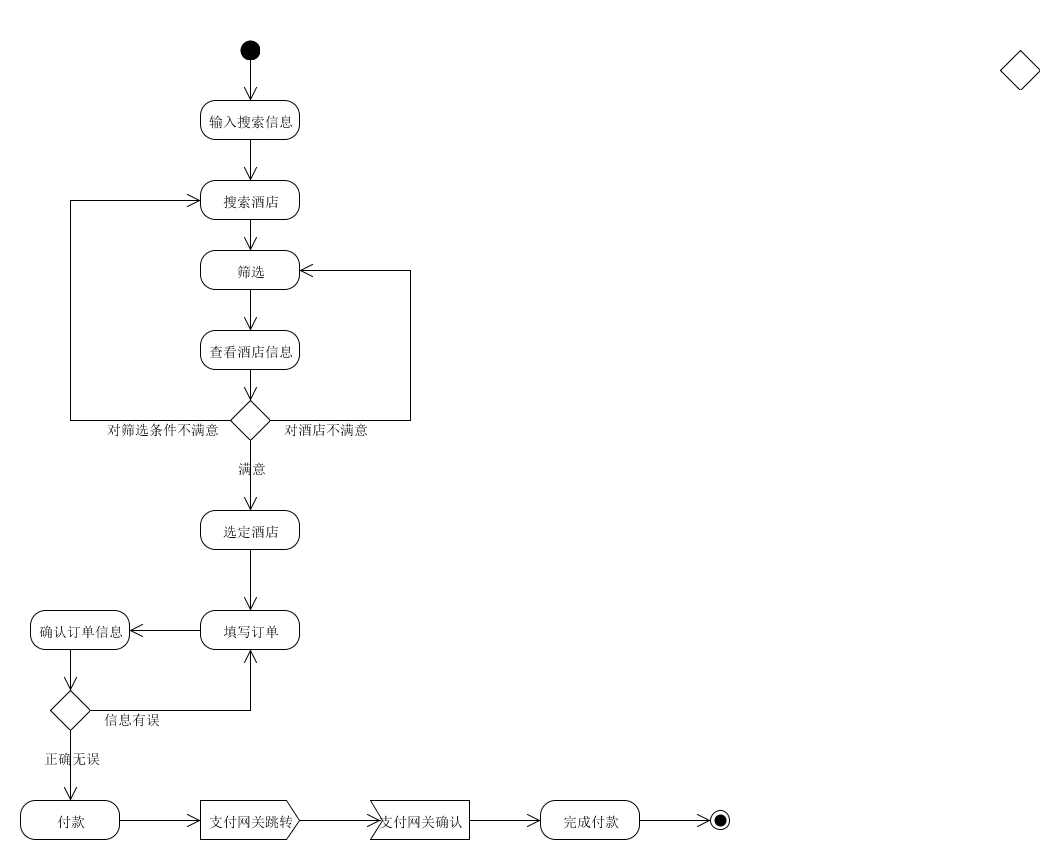 输入搜索信息
搜索酒店
筛选
查看酒店信息
对筛选条件不满意
对酒店不满意
满意
选定酒店
确认订单信息
填写订单
信息有误
正确无误
付款
支付网关跳转
支付网关确认
完成付款